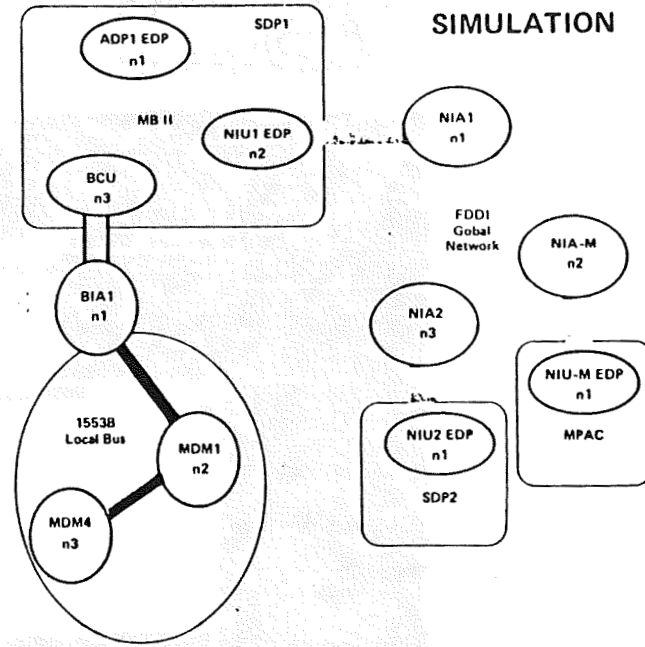 SIMULATION
SDP1
ADP1 EDP
n1
MB II
NIU1 EDP
n2
BCU
n3
NIA1
n1
FDDI
Gobal
Network
NIA-M
n2
BIA1
n1
NIA2
n3
NIU-M EDP
n1
MPAC
1553B
Local Bus
MDM1
n2
NIU2 EDP
n1
SDP2
MDM4
n3